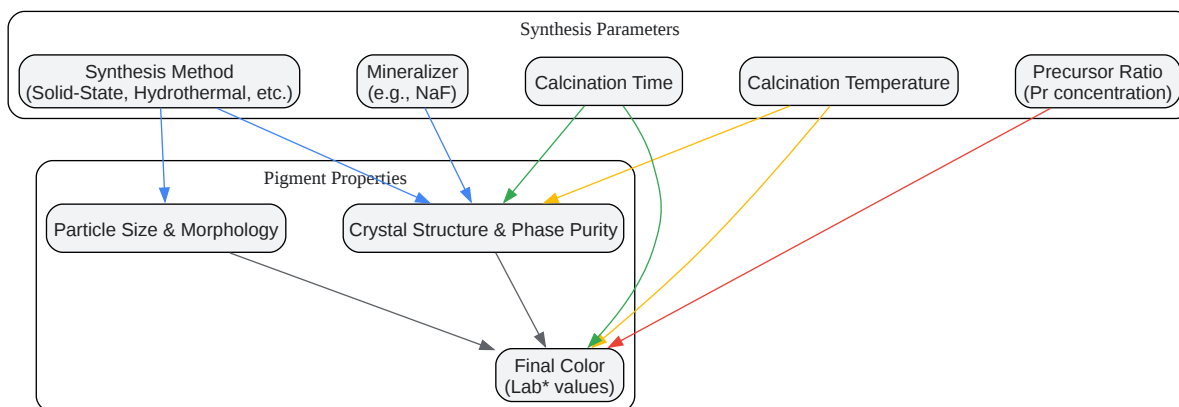 Synthesis Parameters
Synthesis Method
(Solid-State, Hydrothermal, etc.)
Mineralizer
(e.g., NaF)
Calcination Time
Calcination Temperature
Precursor Ratio
(Pr concentration)
Pigment Properties
Particle Size & Morphology
Crystal Structure & Phase Purity
Final Color
(Lab* values)